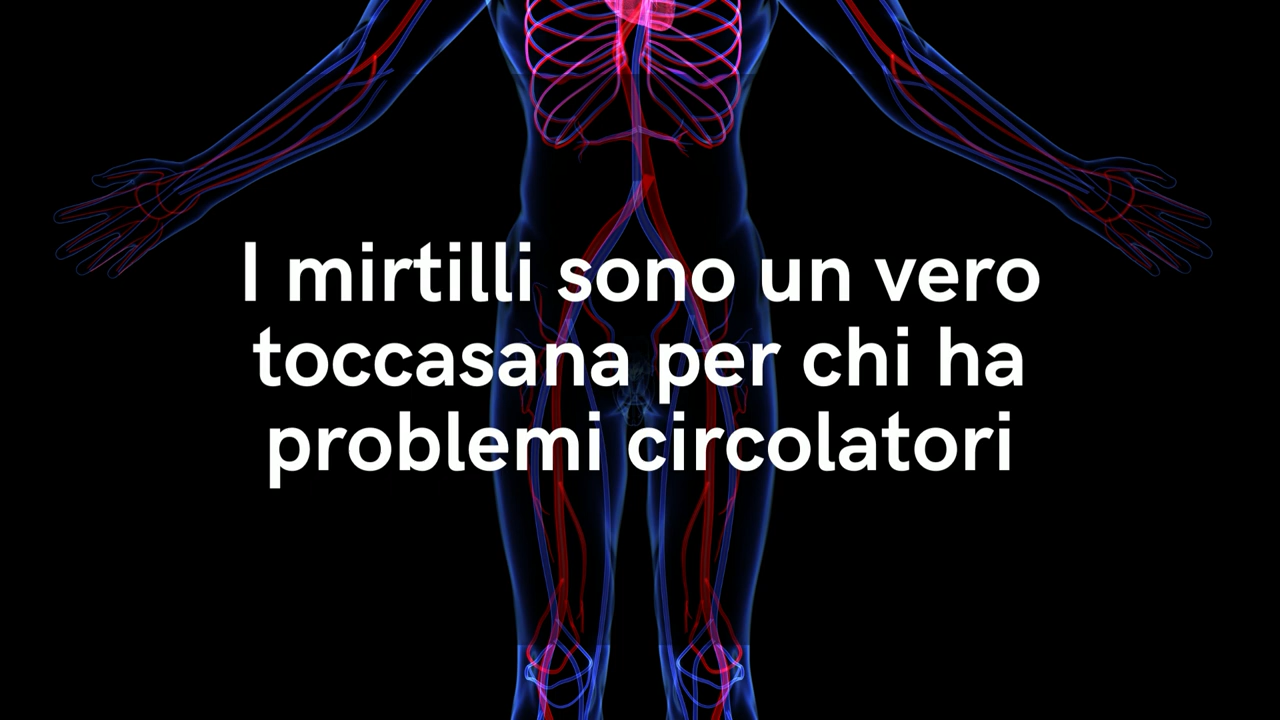 I mirtilli sono un vero
toccasana per chi ha
problemi circolatori